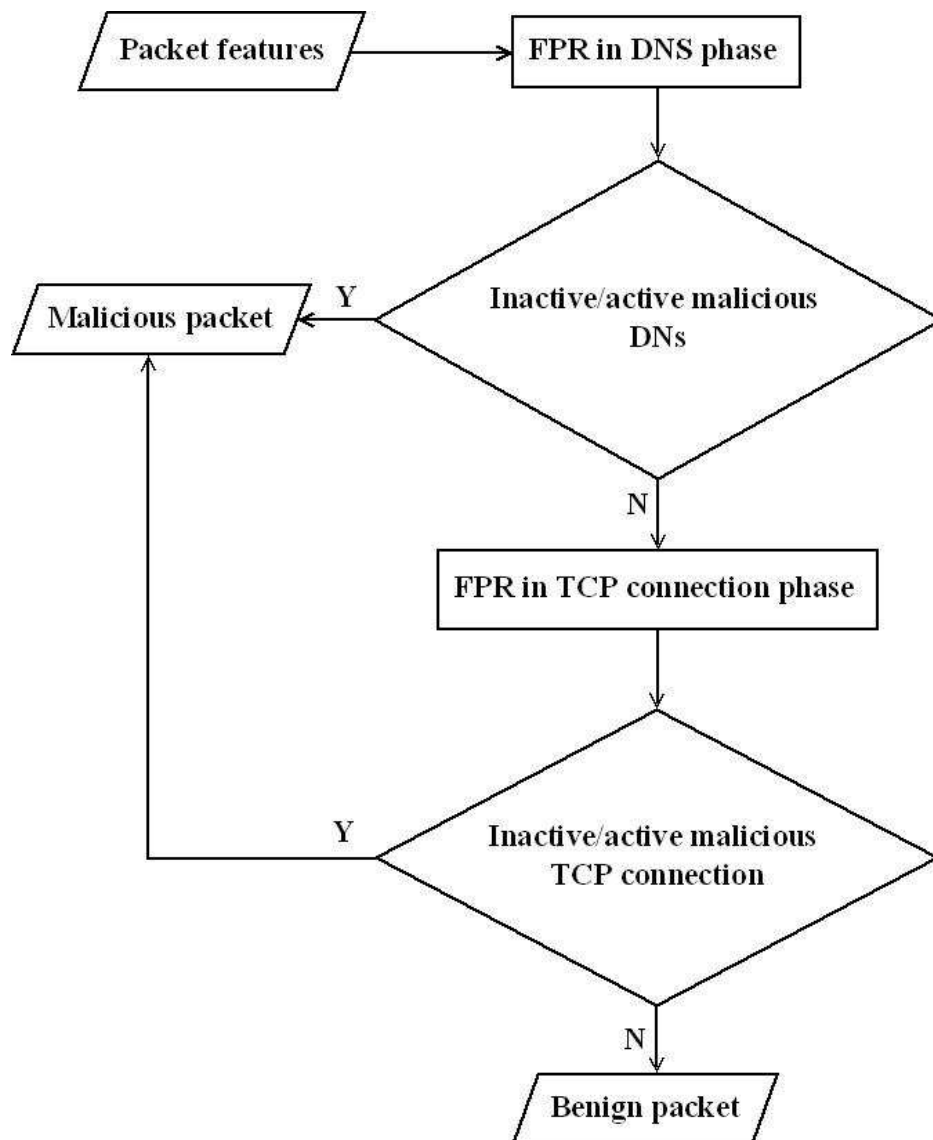 Packet features
FPR in DNS phase
Inactive/active malicious
DNs
Y
Malicious packet
N
FPR in TCP connection phase
Inactive/active malicious
TCP connection
Y
N
Benign packet